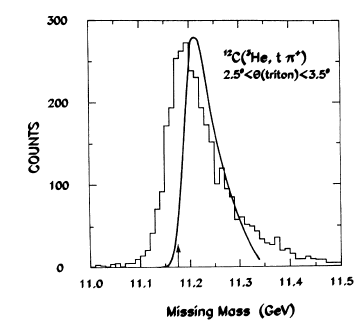 300
¹²C(³He, t π⁺)
2.5°<θ(triton)<3.5°
200
COUNTS
100
0
11.0 11.1 11.2 11.3 11.4 11.5
Missing Mass (GeV)